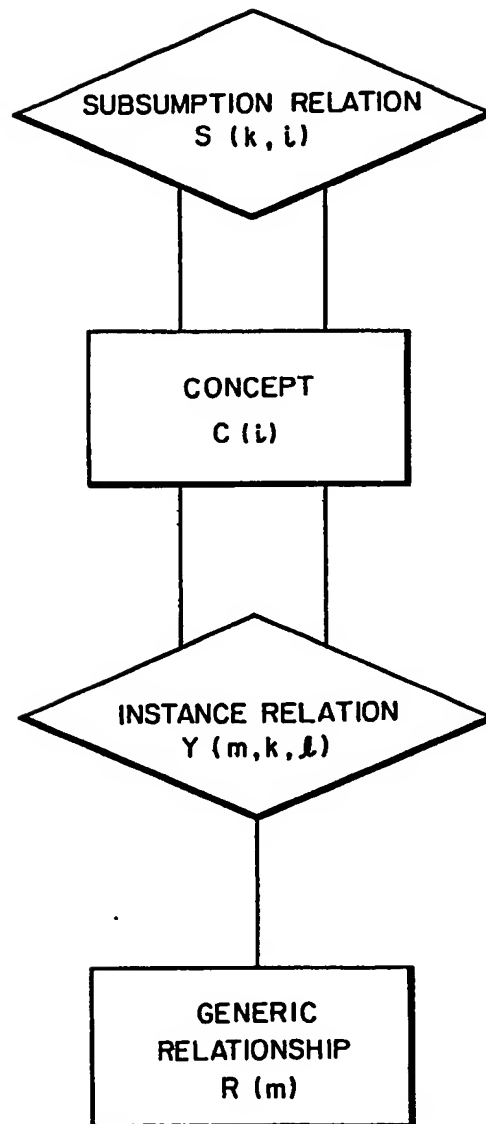 SUBSUMPTION RELATION
S (k, i)
CONCEPT
C (i)
INSTANCE RELATION
Y (m, k, ℓ)
GENERIC
RELATIONSHIP
R (m)